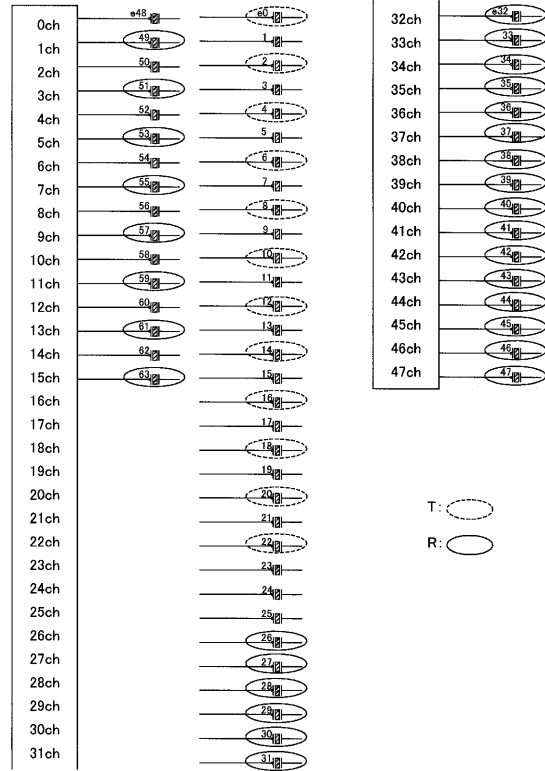 0ch e48 e0
1ch 49 1
2ch 50 2
3ch 51 3
4ch 52 4
5ch 53 5
6ch 54 6
7ch 55 7
8ch 56 8
9ch 57 9
10ch 58 10
11ch 59 11
12ch 60 12
13ch 61 13
14ch 62 14
15ch 63 15
16ch 16
17ch 17
18ch 18
19ch 19
20ch 20
21ch 21
22ch 22
23ch 23
24ch 24
25ch 25
26ch 26
27ch 27
28ch 28
29ch 29
30ch 30
31ch 31
32ch e32
33ch 33
34ch 34
35ch 35
36ch 36
37ch 37
38ch 38
39ch 39
40ch 40
41ch 41
42ch 42
43ch 43
44ch 44
45ch 45
46ch 46
47ch 47
T:
R: